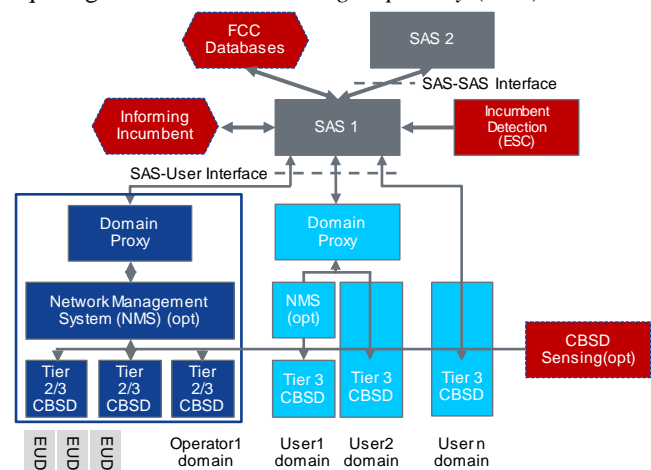 FCC
Databases
SAS 2
SAS-SAS Interface
Informing
Incumbent
SAS 1
Incumbent
Detection
(ESC)
SAS-User Interface
Domain
Proxy
Domain
Proxy
Network Management
System (NMS) (opt)
NMS
(opt)
CBSD
Sensing(opt)
Tier
2/3
CBSD
Tier
2/3
CBSD
Tier
2/3
CBSD
Tier 3
CBSD
Tier 3
CBSD
Tier 3
CBSD
EUD
EUD
EUD
Operator1
domain
User1
domain
User2
domain
User n
domain